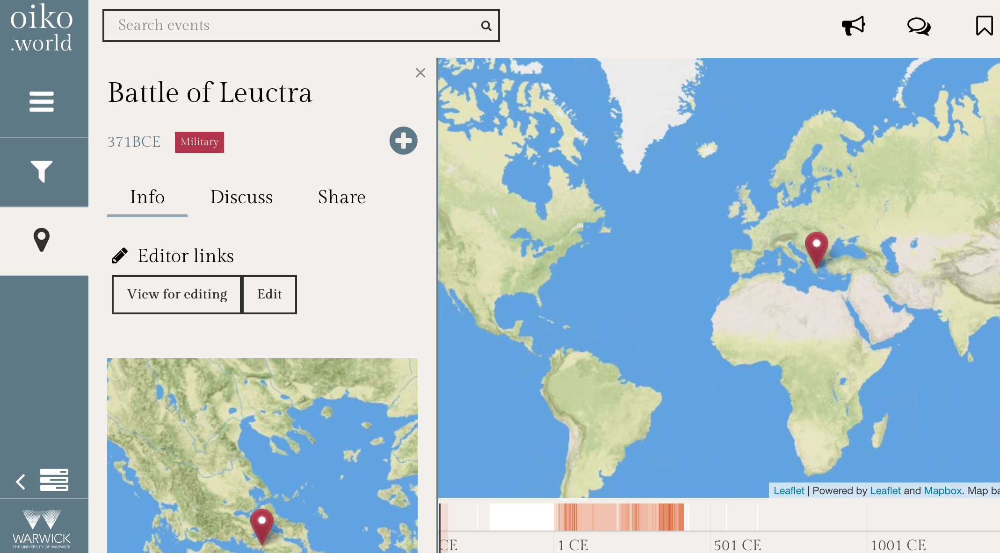 oiko
.world
Search events
Battle of Leuctra
371BCE
Military
Info
Discuss
Share
Editor links
View for editing
Edit
Leaflet | Powered by Leaflet and Mapbox. Map ba
CE
1 CE
501 CE
1001 CE
WARWICK
THE UNIVERSITY OF WARWICK